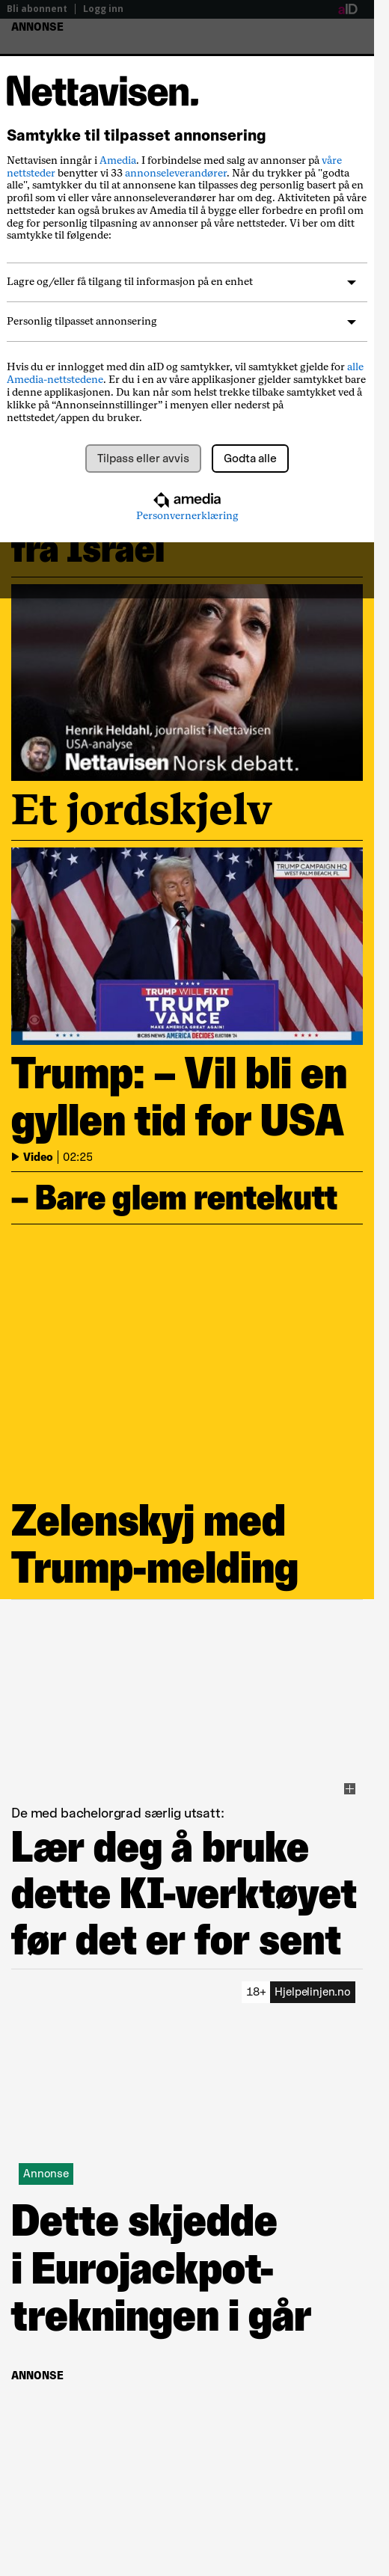 Bli abonnent | Logg inn aID
ANNONSE
Nettavisen.
Samtykke til tilpasset annonsering
Nettavisen inngår i Amedia. I forbindelse med salg av annonser på våre
nettsteder benytter vi 33 annonseleverandører. Når du trykker på "godta
alle", samtykker du til at annonsene kan tilpasses deg personlig basert på en
profil som vi eller våre annonseleverandører har om deg. Aktiviteten på våre
nettsteder kan også brukes av Amedia til å bygge eller forbedre en profil om
deg for personlig tilpasning av annonser på våre nettsteder. Vi ber om ditt
samtykke til følgende:
Lagre og/eller få tilgang til informasjon på en enhet
Personlig tilpasset annonsering
Hvis du er innlogget med din aID og samtykker, vil samtykket gjelde for alle
Amedia-nettstedene. Er du i en av våre applikasjoner gjelder samtykket bare
i denne applikasjonen. Du kan når som helst trekke tilbake samtykket ved å
klikke på “Annonseinnstillinger” i menyen eller nederst på
nettstedet/appen du bruker.
Tilpass eller avvis
Godta alle
amedia
Personvernerklæring
fra Israel
Henrik Heldahl, journalist i Nettavisen
USA-analyse
Nettavisen Norsk debatt.
Et jordskjelv
TRUMP CAMPAIGN HQ
WEST PALM BEACH, FL
TRUMP WILL FIX IT
TRUMP
VANCE
MAKE AMERICA GREAT AGAIN!
CBS NEWS AMERICA DECIDES ELECTION '24
Trump: – Vil bli en
gyllen tid for USA
Video | 02:25
– Bare glem rentekutt
Zelenskyj med
Trump-melding
De med bachelorgrad særlig utsatt:
Lær deg å bruke
dette KI-verktøyet
før det er for sent
18+ Hjelpelinjen.no
Annonse
Dette skjedde
i Eurojackpot-
trekningen i går
ANNONSE